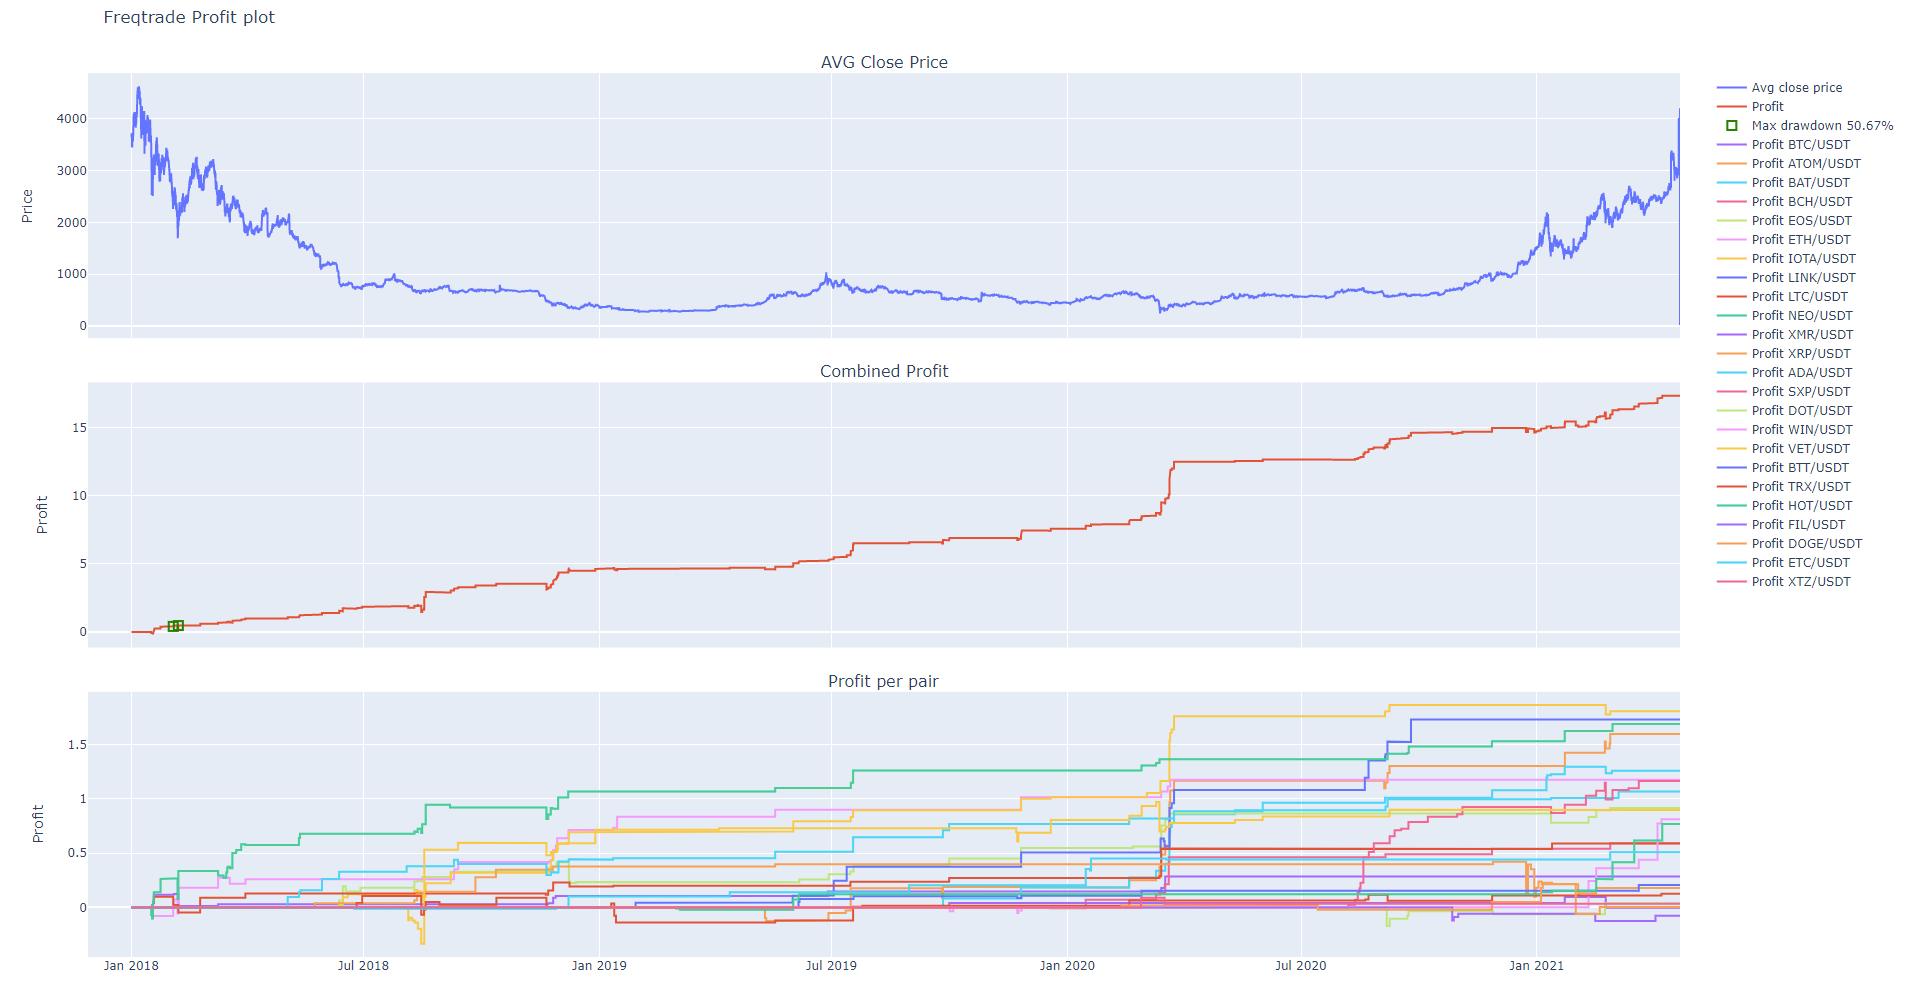 Freqtrade Profit plot
AVG Close Price
Price
4000
3000
2000
1000
0
Combined Profit
Profit
15
10
5
0
Profit per pair
Profit
1.5
1
0.5
0
Jan 2018
Jul 2018
Jan 2019
Jul 2019
Jan 2020
Jul 2020
Jan 2021
Avg close price
Profit
Max drawdown 50.67%
Profit BTC/USDT
Profit ATOM/USDT
Profit BAT/USDT
Profit BCH/USDT
Profit EOS/USDT
Profit ETH/USDT
Profit IOTA/USDT
Profit LINK/USDT
Profit LTC/USDT
Profit NEO/USDT
Profit XMR/USDT
Profit XRP/USDT
Profit ADA/USDT
Profit SXP/USDT
Profit DOT/USDT
Profit WIN/USDT
Profit VET/USDT
Profit BTT/USDT
Profit TRX/USDT
Profit HOT/USDT
Profit FIL/USDT
Profit DOGE/USDT
Profit ETC/USDT
Profit XTZ/USDT